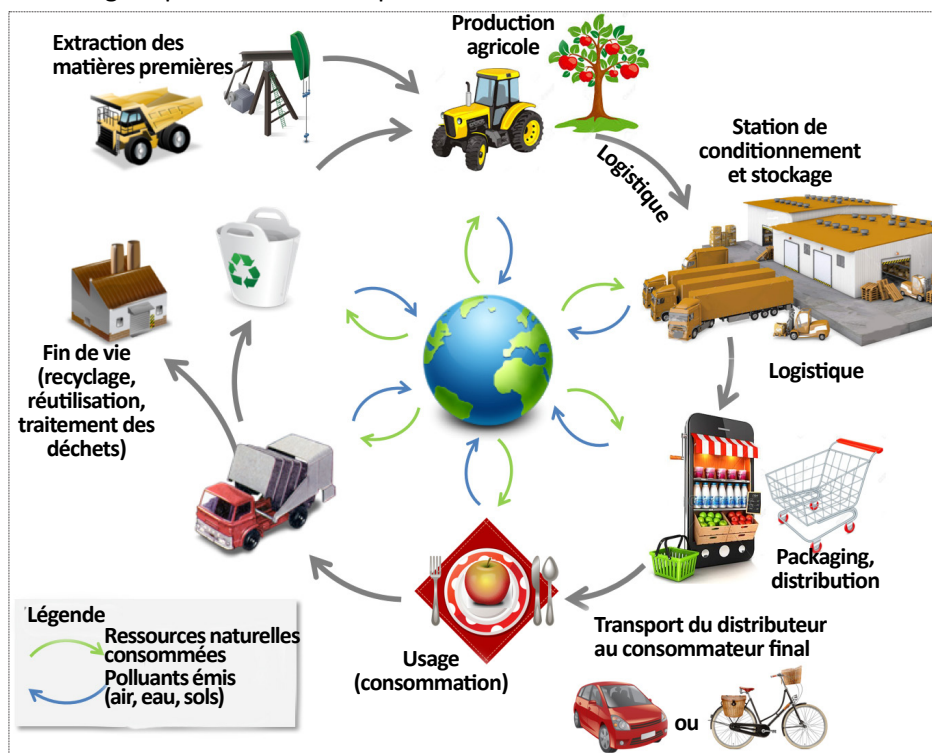 Extraction des
matières premières
Production
agricole
Logistique
Station de
conditionnement
et stockage
Logistique
Fin de vie
(recyclage,
réutilisation,
traitement des
déchets)
Packaging,
distribution
Usage
(consommation)
Transport du distributeur
au consommateur final
ou
Légende
Ressources naturelles
consommées
Polluants émis
(air, eau, sols)